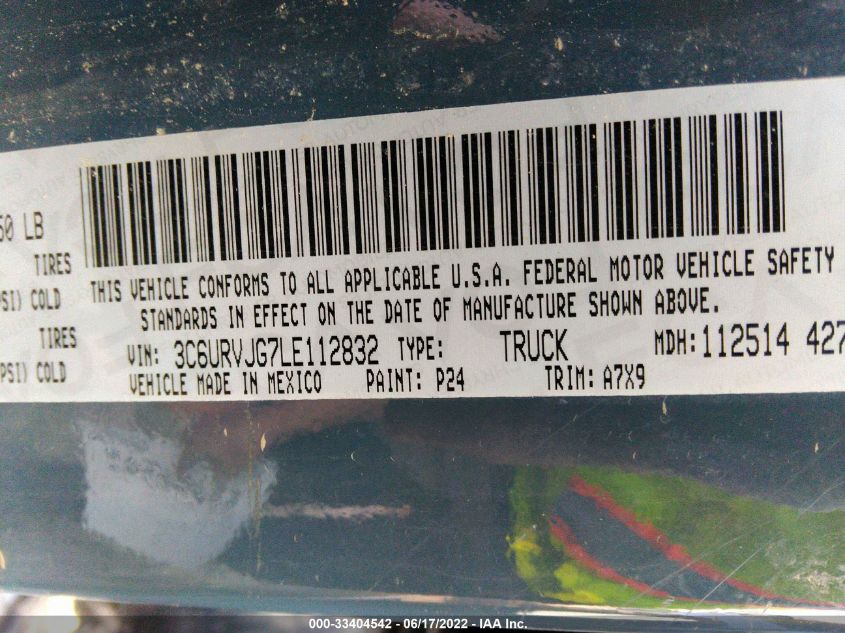 50 LB
TIRES
PSI) COLD
TIRES
PSI) COLD
THIS VEHICLE CONFORMS TO ALL APPLICABLE U.S.A. FEDERAL MOTOR VEHICLE SAFETY
STANDARDS IN EFFECT ON THE DATE OF MANUFACTURE SHOWN ABOVE.
VIN: 3C6URVJG7LE112832 TYPE: TRUCK MDH: 112514 427
VEHICLE MADE IN MEXICO PAINT: P24 TRIM: A7X9
000-33404542 - 06/17/2022 - IAA Inc.